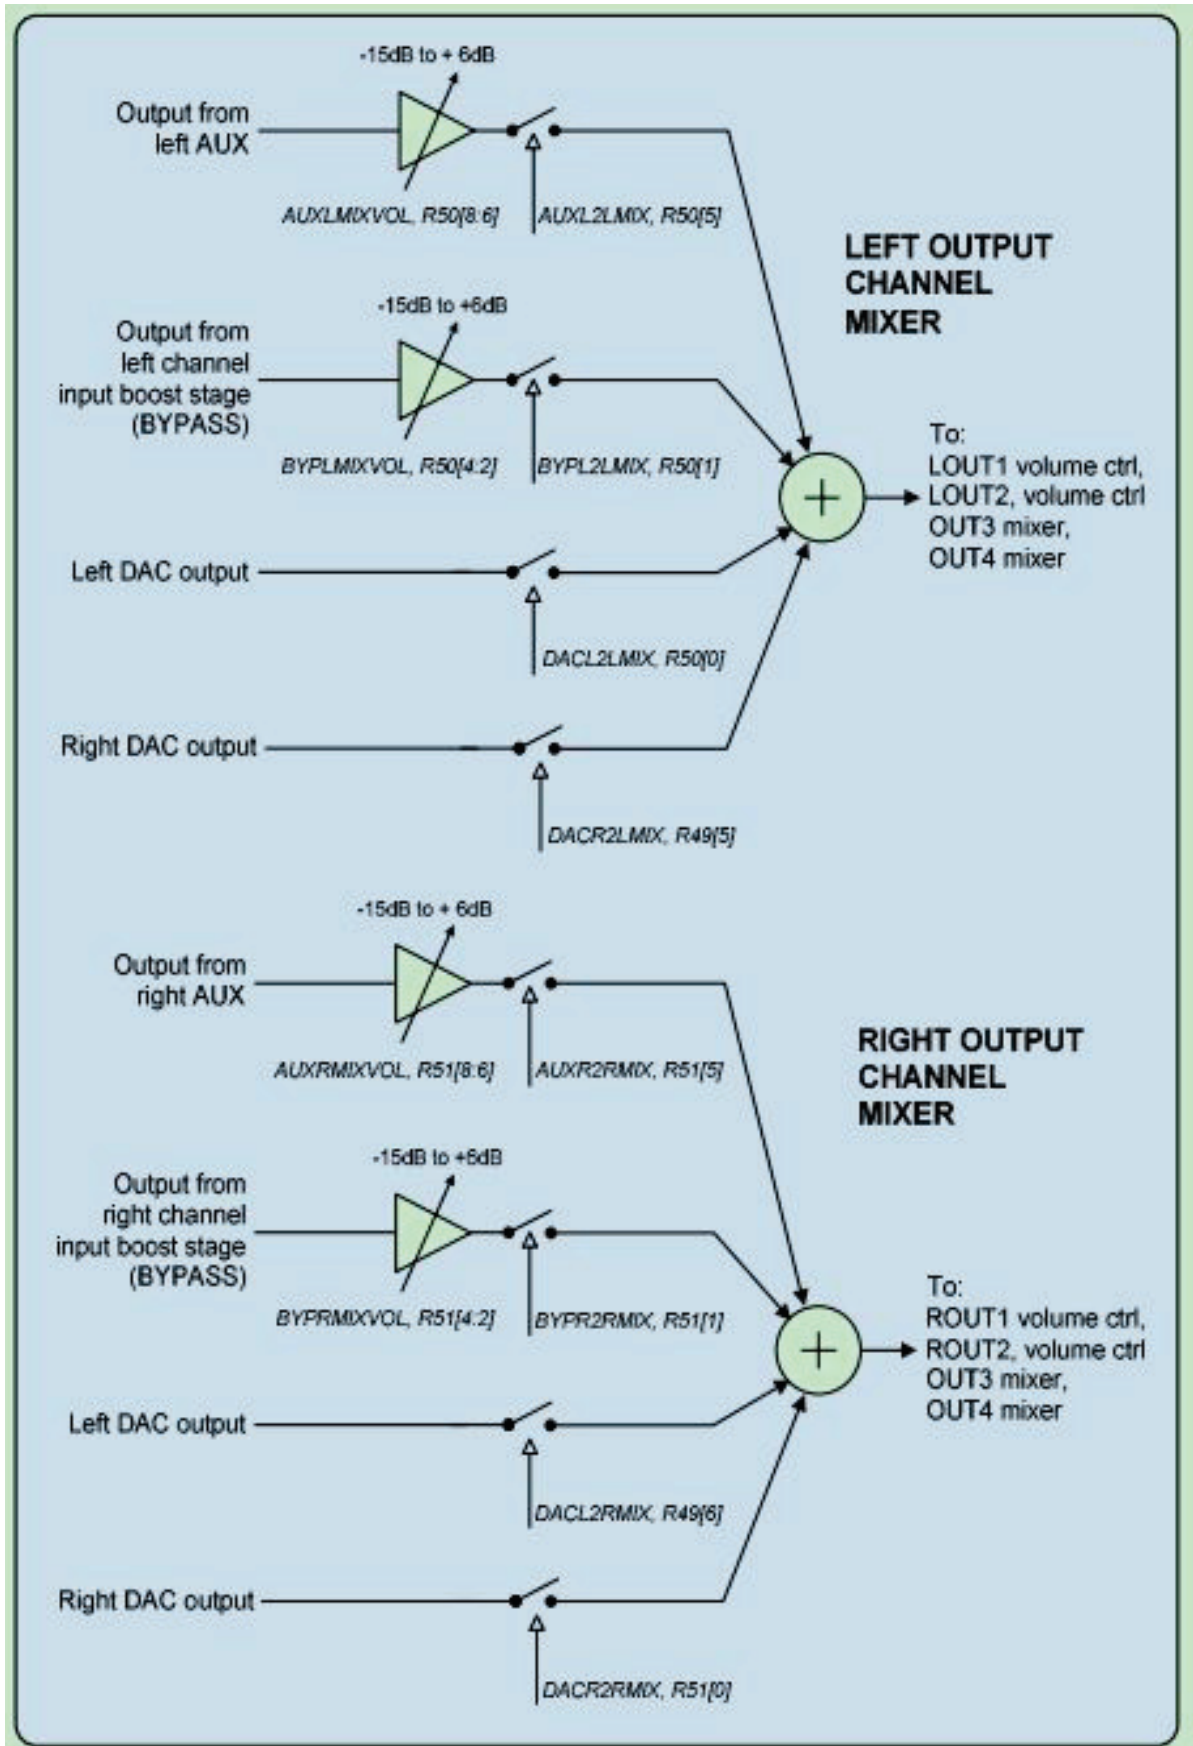 -15dB to + 6dB
Output from
left AUX
AUXLMIXVOL, R50[8:6]
AUXL2LMIX, R50[5]
LEFT OUTPUT
CHANNEL
MIXER
-15dB to +6dB
Output from
left channel
input boost stage
(BYPASS)
BYPLMIXVOL, R50[4:2]
BYPL2LMIX, R50[1]
+
To:
LOUT1 volume ctrl,
LOUT2, volume ctrl
OUT3 mixer,
OUT4 mixer
Left DAC output
DACL2LMIX, R50[0]
Right DAC output
DACR2LMIX, R49[5]
-15dB to + 6dB
Output from
right AUX
AUXRMIXVOL, R51[8:6]
AUXR2RMIX, R51[5]
RIGHT OUTPUT
CHANNEL
MIXER
-15dB to +6dB
Output from
right channel
input boost stage
(BYPASS)
BYPRMIXVOL, R51[4:2]
BYPR2RMIX, R51[1]
+
To:
ROUT1 volume ctrl,
ROUT2, volume ctrl
OUT3 mixer,
OUT4 mixer
Left DAC output
DACL2RMIX, R49[6]
Right DAC output
DACR2RMIX, R51[0]